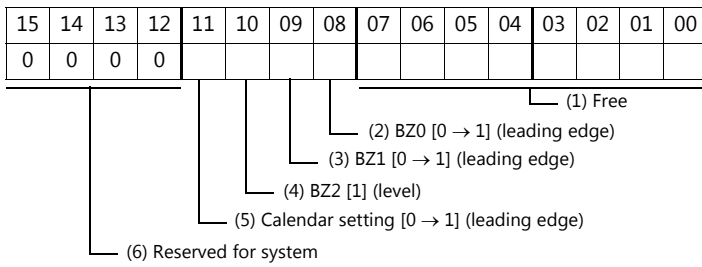 15 14 13 12 11 10 09 08 07 06 05 04 03 02 01 00
0 0 0 0
(1) Free
(2) BZ0 [0 → 1] (leading edge)
(3) BZ1 [0 → 1] (leading edge)
(4) BZ2 [1] (level)
(5) Calendar setting [0 → 1] (leading edge)
(6) Reserved for system